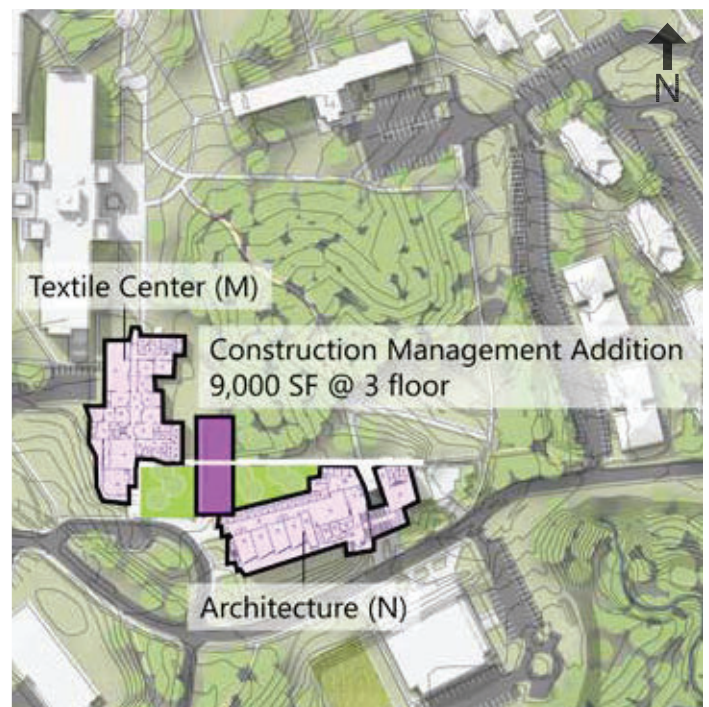 N
Textile Center (M)
Construction Management Addition
9,000 SF @ 3 floor
Architecture (N)